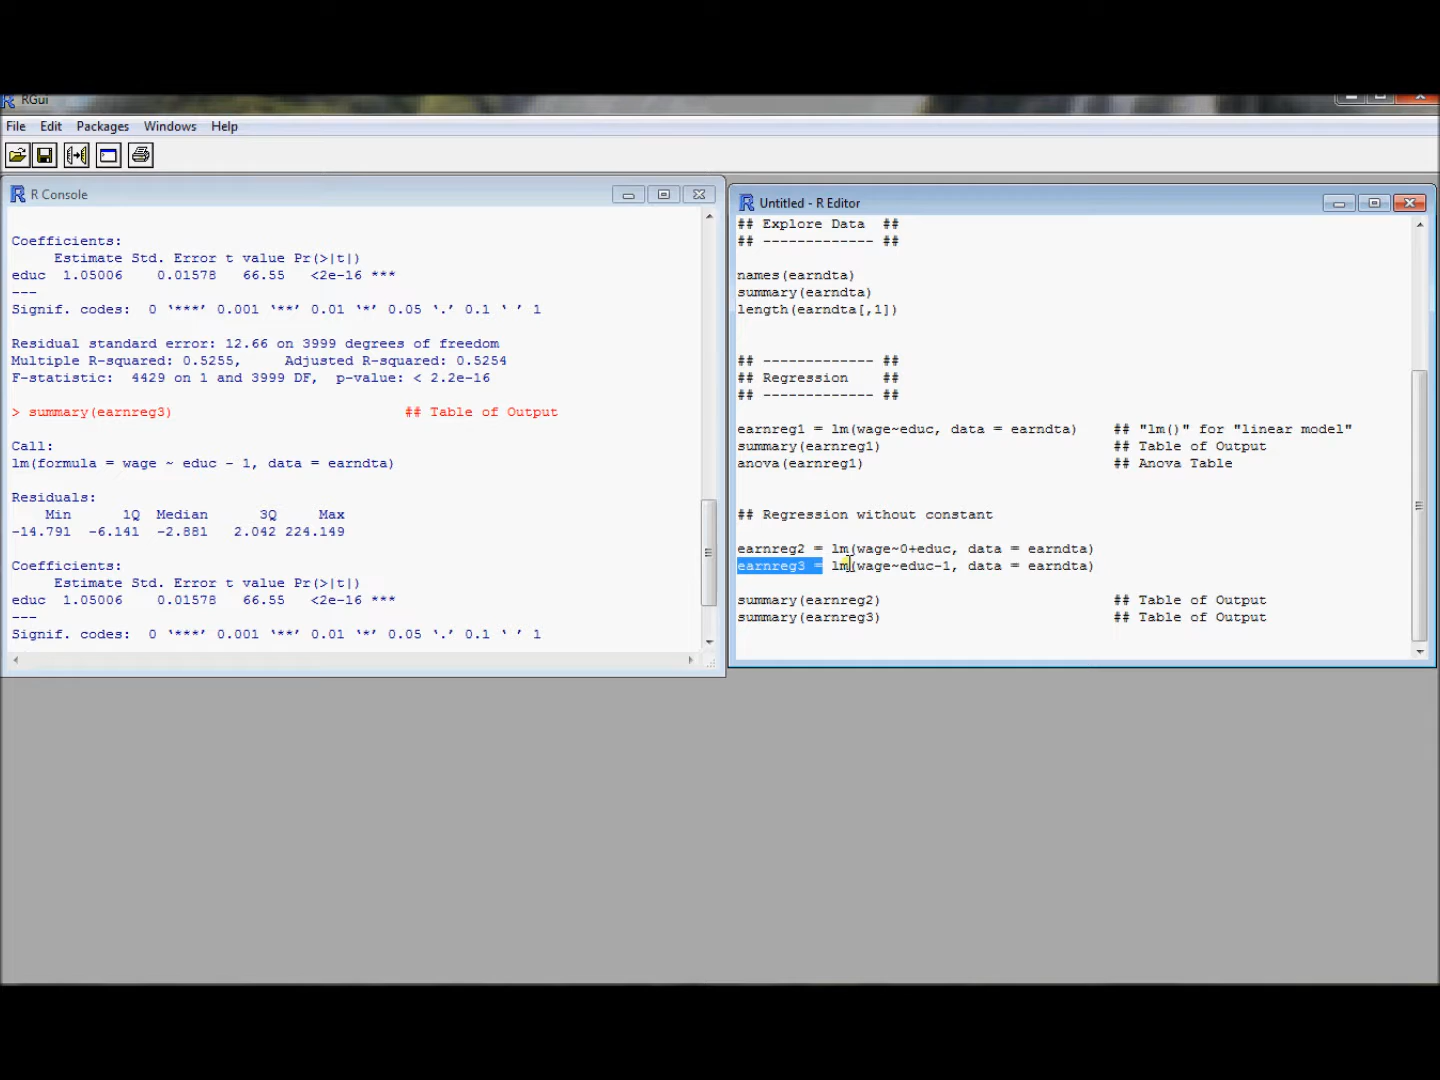 RGui
File Edit Packages Windows Help
R Console
Coefficients:
Estimate Std. Error t value Pr(>|t|)
educ 1.05006 0.01578 66.55 <2e-16 ***
---
Signif. codes: 0 ‘***’ 0.001 ‘**’ 0.01 ‘*’ 0.05 ‘.’ 0.1 ‘ ’ 1
Residual standard error: 12.66 on 3999 degrees of freedom
Multiple R-squared: 0.5255, Adjusted R-squared: 0.5254
F-statistic: 4429 on 1 and 3999 DF, p-value: < 2.2e-16
> summary(earnreg3) ## Table of Output
Call:
lm(formula = wage ~ educ - 1, data = earndta)
Residuals:
Min 1Q Median 3Q Max
-14.791 -6.141 -2.881 2.042 224.149
Coefficients:
Estimate Std. Error t value Pr(>|t|)
educ 1.05006 0.01578 66.55 <2e-16 ***
---
Signif. codes: 0 ‘***’ 0.001 ‘**’ 0.01 ‘*’ 0.05 ‘.’ 0.1 ‘ ’ 1
Untitled - R Editor
## Explore Data ##
## ------------- ##
names(earndta)
summary(earndta)
length(earndta[,1])
## ------------- ##
## Regression ##
## ------------- ##
earnreg1 = lm(wage~educ, data = earndta) ## "lm()" for "linear model"
summary(earnreg1) ## Table of Output
anova(earnreg1) ## Anova Table
## Regression without constant
earnreg2 = lm(wage~0+educ, data = earndta)
earnreg3 = lm(wage~educ-1, data = earndta)
summary(earnreg2) ## Table of Output
summary(earnreg3) ## Table of Output